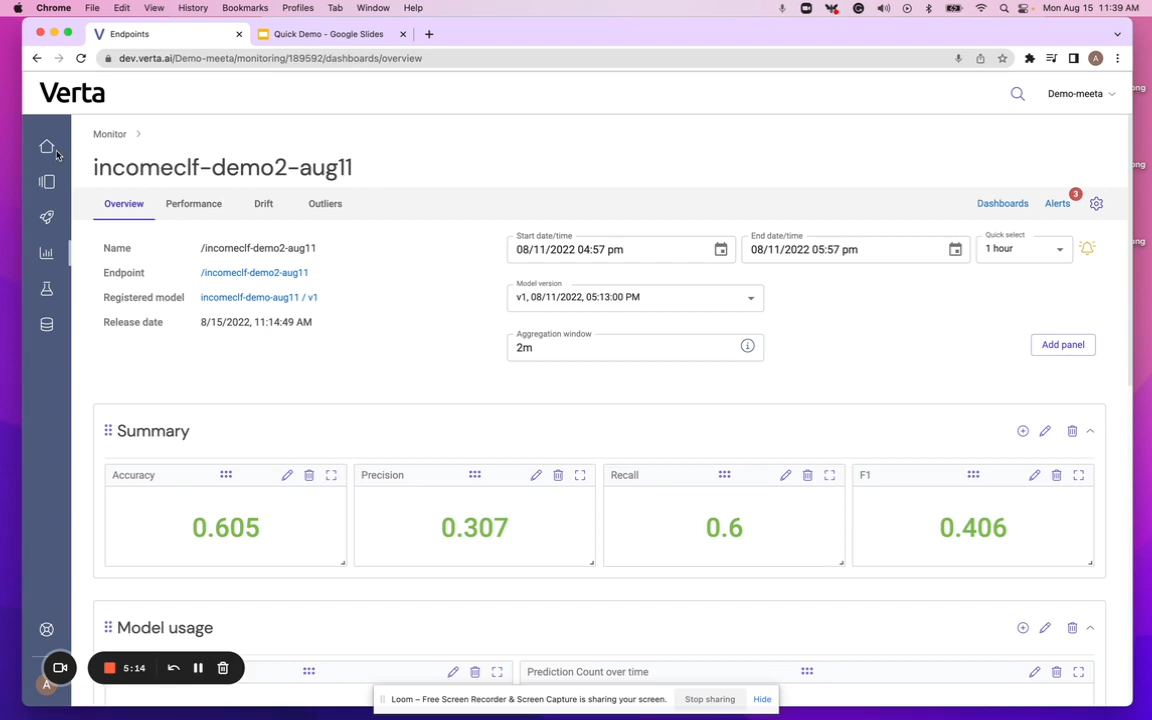 Chrome File Edit View History Bookmarks Profiles Tab Window Help Mon Aug 15 11:39 AM
Endpoints Quick Demo - Google Slides
dev.verta.ai/Demo-meeta/monitoring/189592/dashboards/overview A
Verta Demo-meeta
Monitor
incomeclf-demo2-aug11
Overview Performance Drift Outliers Dashboards Alerts 3
Name /incomeclf-demo2-aug11
Endpoint /incomeclf-demo2-aug11
Registered model incomeclf-demo-aug11 / v1
Release date 8/15/2022, 11:14:49 AM
Start date/time End date/time Quick select
08/11/2022 04:57 pm 08/11/2022 05:57 pm 1 hour
Model version
v1, 08/11/2022, 05:13:00 PM
Aggregation window
2m
Add panel
Summary
Accuracy Precision Recall F1
0.605 0.307 0.6 0.406
Model usage
Prediction Count over time
5:14
A
Loom – Free Screen Recorder & Screen Capture is sharing your screen. Stop sharing Hide
ong
ong
ong